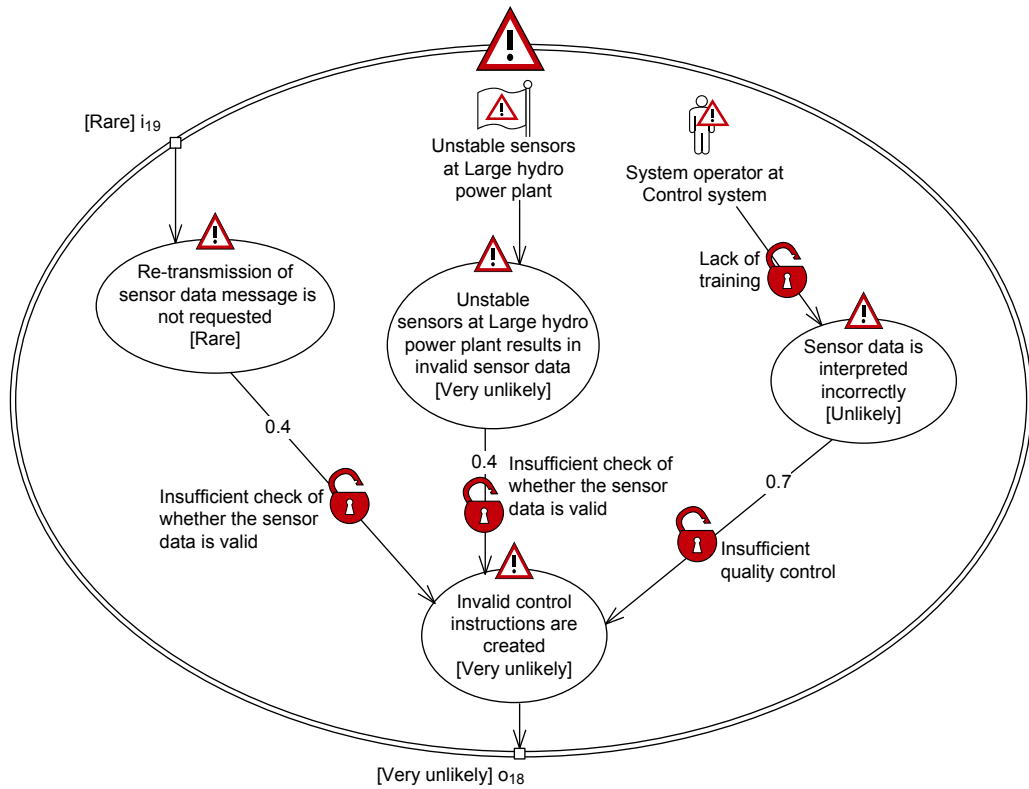 [Rare] i19
Unstable sensors
at Large hydro
power plant
System operator at
Control system
Lack of
training
Re-transmission of
sensor data message is
not requested
[Rare]
Unstable
sensors at Large hydro
power plant results in
invalid sensor data
[Very unlikely]
Sensor data is
interpreted
incorrectly
[Unlikely]
0.4
0.4
0.7
Insufficient check of
whether the sensor
data is valid
Insufficient check of
whether the sensor
data is valid
Insufficient
quality control
Invalid control
instructions are
created
[Very unlikely]
[Very unlikely] o18